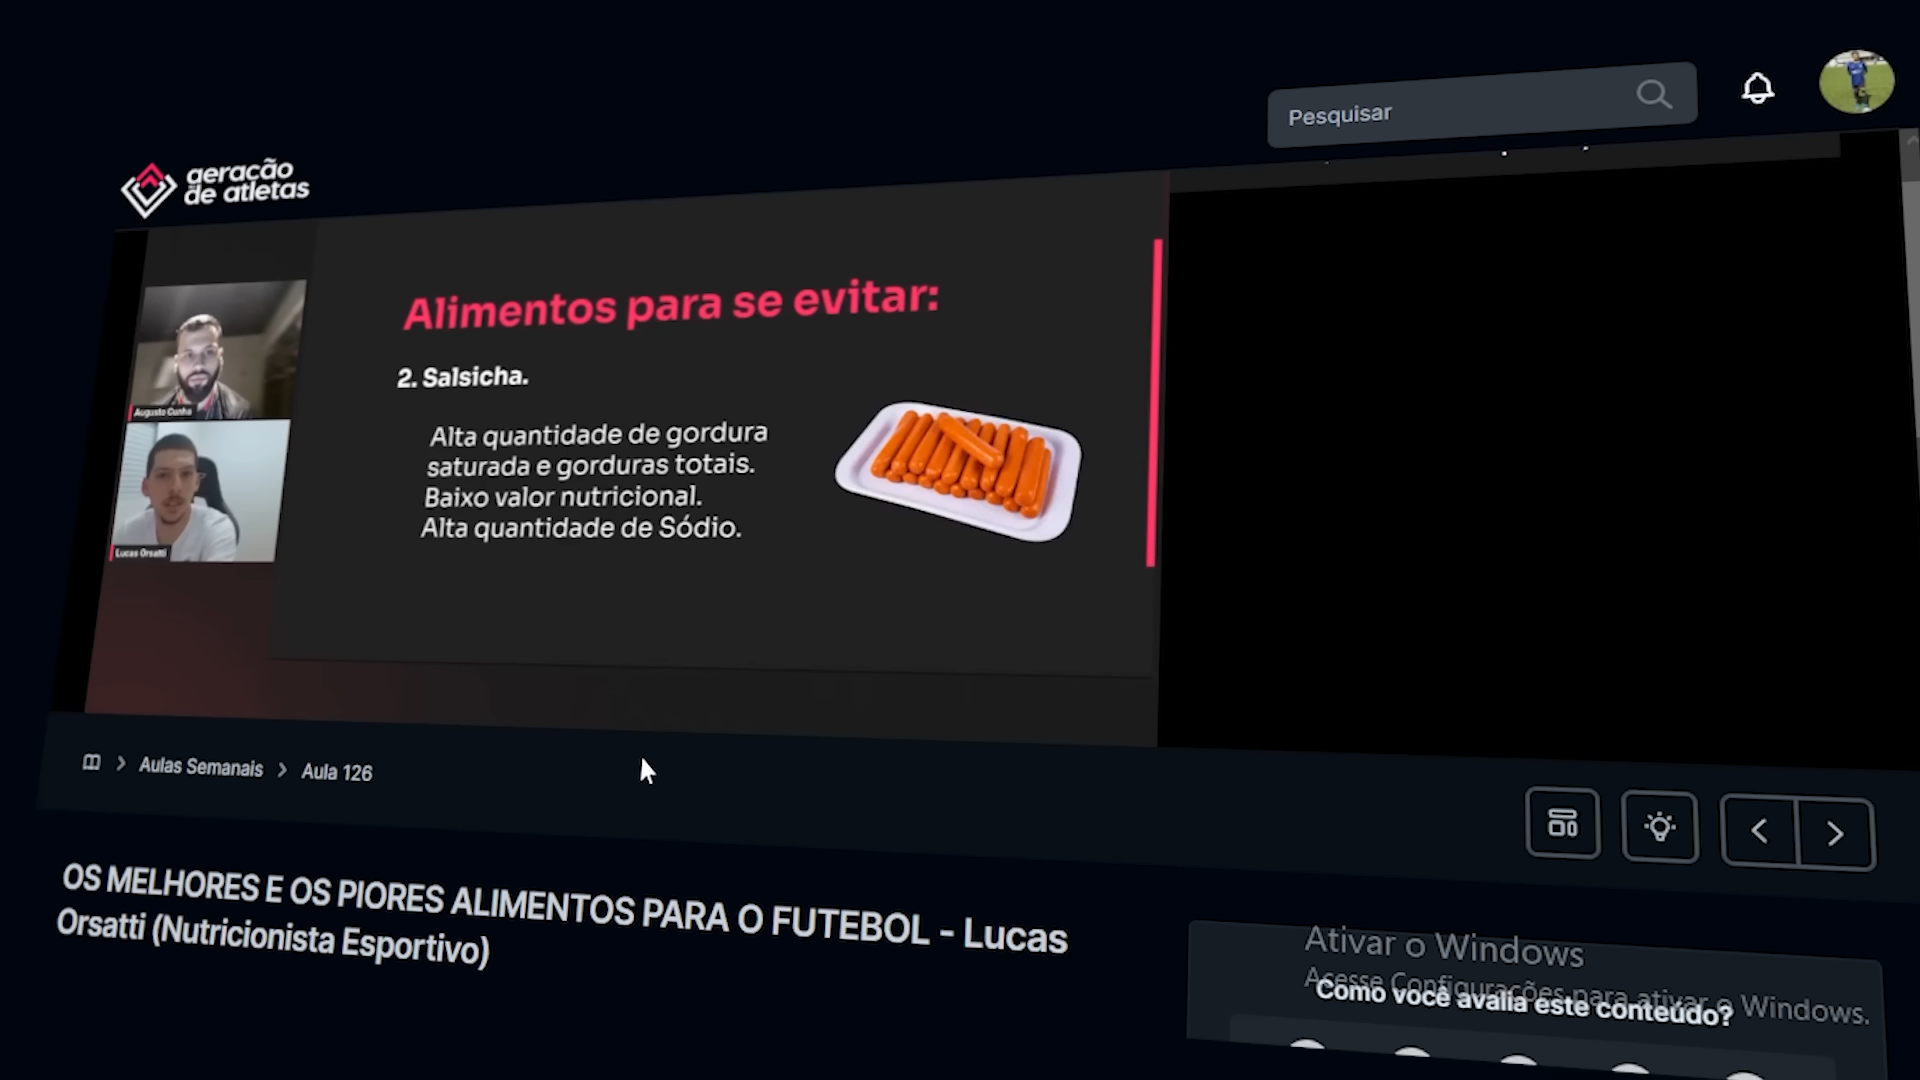 Pesquisar
geração
de atletas
Alimentos para se evitar:
2. Salsicha.
Alta quantidade de gordura
saturada e gorduras totais.
Baixo valor nutricional.
Alta quantidade de Sódio.
Augusto Cunha
Lucas Orsatti
Aulas Semanais
Aula 126
OS MELHORES E OS PIORES ALIMENTOS PARA O FUTEBOL - Lucas
Orsatti (Nutricionista Esportivo)
Ativar o Windows
Acesse Configurações para ativar o Windows.
Como você avalia este conteúdo?